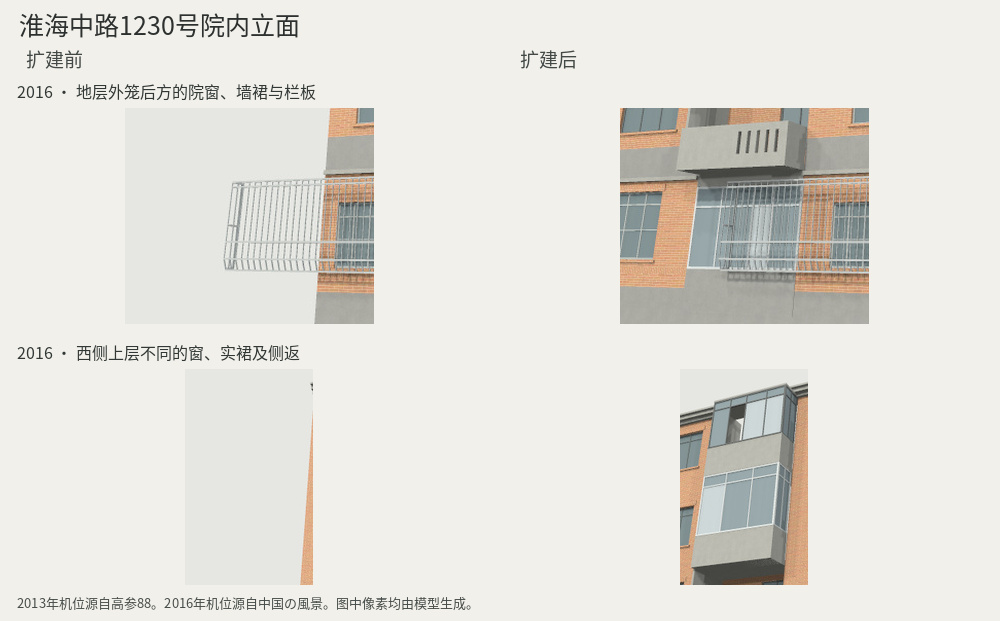 淮海中路1230号院内立面
扩建前
扩建后
2016 · 地层外笼后方的院窗、墙裙与栏板
2016 · 西侧上层不同的窗、实裙及侧返
2013年机位源自高参88。2016年机位源自中国の風景。图中像素均由模型生成。